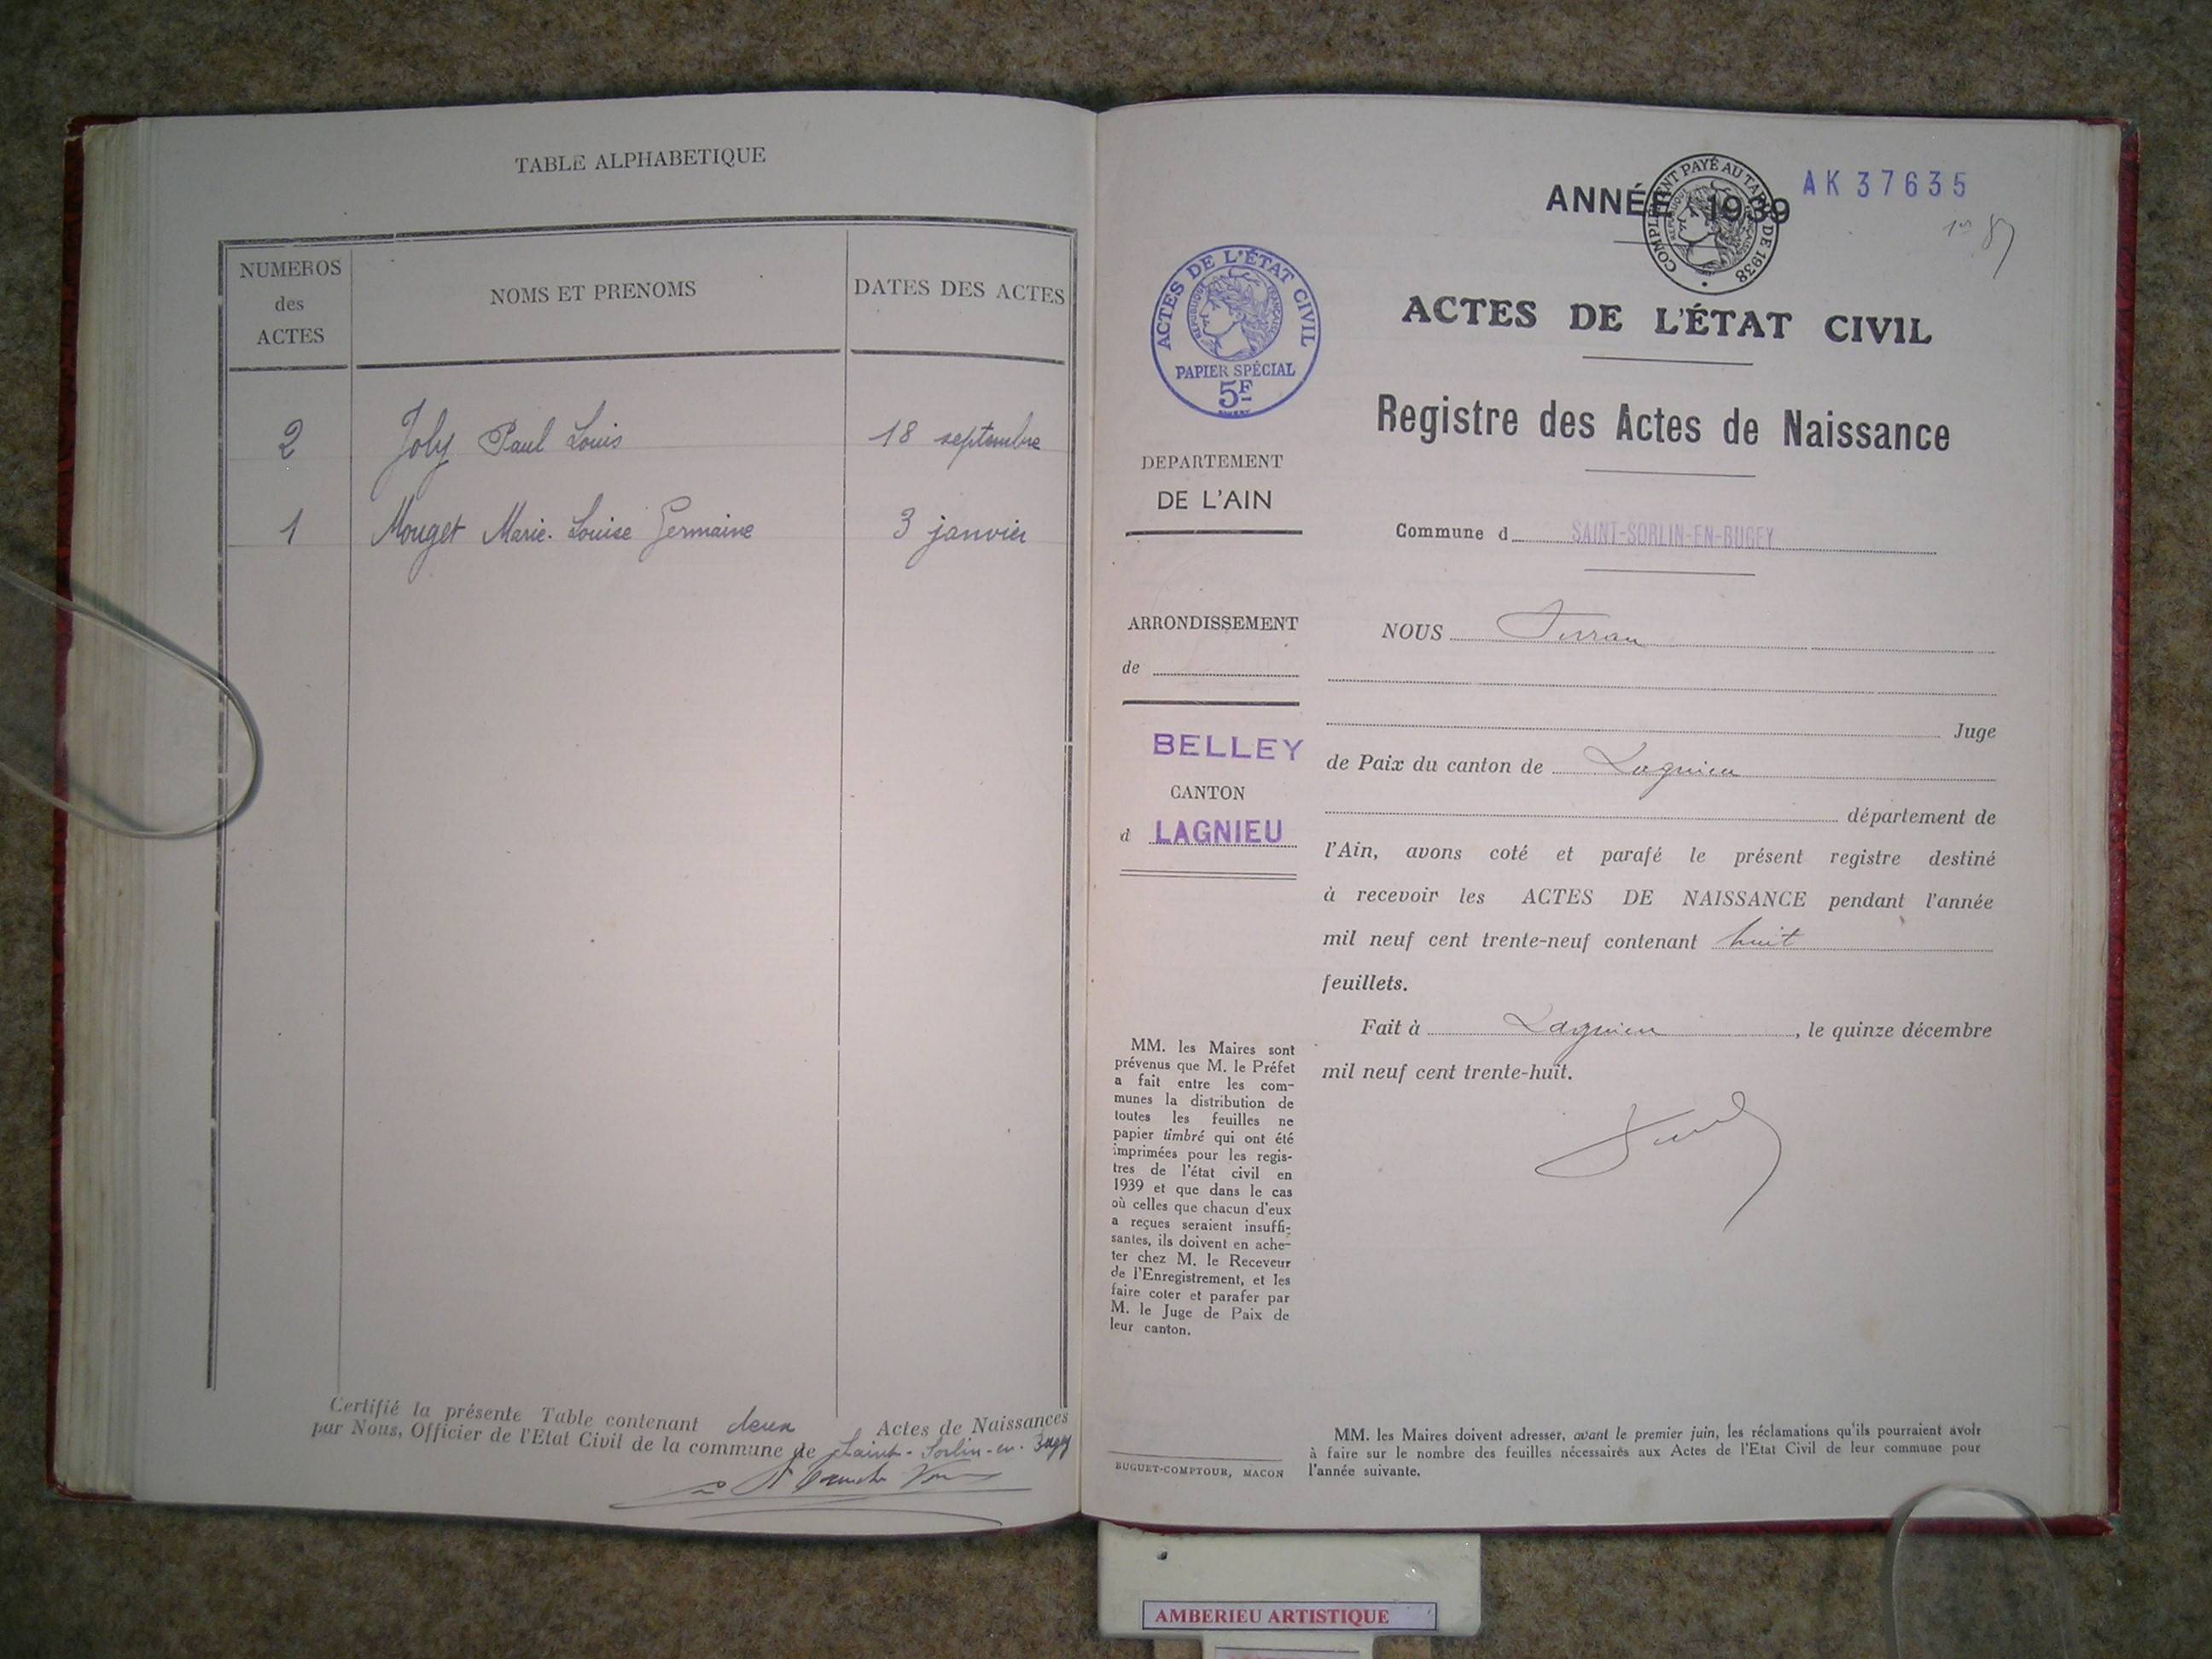 TABLE ALPHABETIQUE
NUMEROS
des
ACTES
NOMS ET PRENOMS
DATES DES ACTES
2 Joly Paul Louis 18 septembre
1 Mouget Marie-Louise Germaine 3 janvier
Certifié la présente Table contenant deux Actes de Naissances
par Nous, Officier de l'Etat Civil de la commune de Saint-Sorlin-en-Bugey
ANNÉE 1939
COMPLEMENT PAYÉ AU TARIF DE 1938
AK 37635
ACTES DE L'ÉTAT CIVIL
REPUBLIQUE FRANÇAISE
PAPIER SPÉCIAL
5F
ACTES DE L'ÉTAT CIVIL
Registre des Actes de Naissance
DEPARTEMENT
DE L'AIN
Commune d SAINT-SORLIN-EN-BUGEY
ARRONDISSEMENT
de
BELLEY
CANTON
d LAGNIEU
NOUS
Juge
de Paix du canton de Lagnieu
département de
l'Ain, avons coté et parafé le présent registre destiné
à recevoir les ACTES DE NAISSANCE pendant l'année
mil neuf cent trente-neuf contenant huit
feuillets.
Fait à Lagnieu, le quinze décembre
mil neuf cent trente-huit.
MM. les Maires sont
prévenus que M. le Préfet
a fait entre les com-
munes la distribution de
toutes les feuilles ne
papier timbré qui ont été
imprimées pour les regis-
tres de l'état civil en
1939 et que dans le cas
où celles que chacun d'eux
a reçues seraient insuffi-
santes, ils doivent en ache-
ter chez M. le Receveur
de l'Enregistrement, et les
faire coter et parafer par
M. le Juge de Paix de
leur canton.
BUGUET-COMPTOUR, MACON
MM. les Maires doivent adresser, avant le premier juin, les réclamations qu'ils pourraient avoir
à faire sur le nombre des feuilles nécessaires aux Actes de l'Etat Civil de leur commune pour
l'année suivante.
AMBERIEU ARTISTIQUE